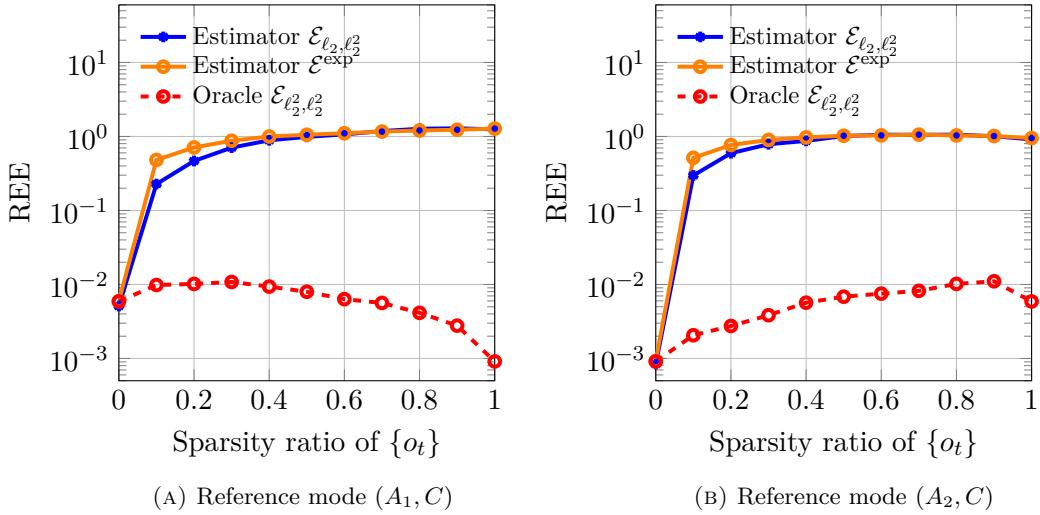 Estimator ℰ_{ℓ₂,ℓ₂²}
Estimator ℰ^{exp}
Oracle ℰ_{ℓ₂²,ℓ₂²}
REE
10^1
10^0
10^{−1}
10^{−2}
10^{−3}
0 0.2 0.4 0.6 0.8 1
Sparsity ratio of {o_t}
(A) Reference mode (A_1, C)
Estimator ℰ_{ℓ₂,ℓ₂²}
Estimator ℰ^{exp}
Oracle ℰ_{ℓ₂²,ℓ₂²}
REE
10^1
10^0
10^{−1}
10^{−2}
10^{−3}
0 0.2 0.4 0.6 0.8 1
Sparsity ratio of {o_t}
(B) Reference mode (A_2, C)